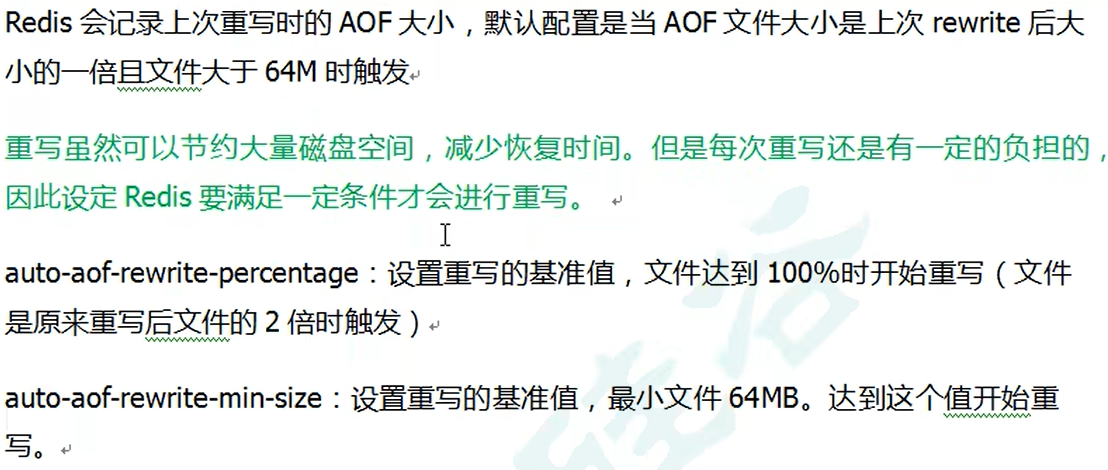 Redis 会记录上次重写时的 AOF 大小，默认配置是当 AOF 文件大小是上次 rewrite 后大
小的一倍且文件大于 64M 时触发
重写虽然可以节约大量磁盘空间，减少恢复时间。但是每次重写还是有一定的负担的，
因此设定 Redis 要满足一定条件才会进行重写。
auto-aof-rewrite-percentage：设置重写的基准值，文件达到 100%时开始重写（文件
是原来重写后文件的 2 倍时触发）
auto-aof-rewrite-min-size：设置重写的基准值，最小文件 64MB。达到这个值开始重
写。